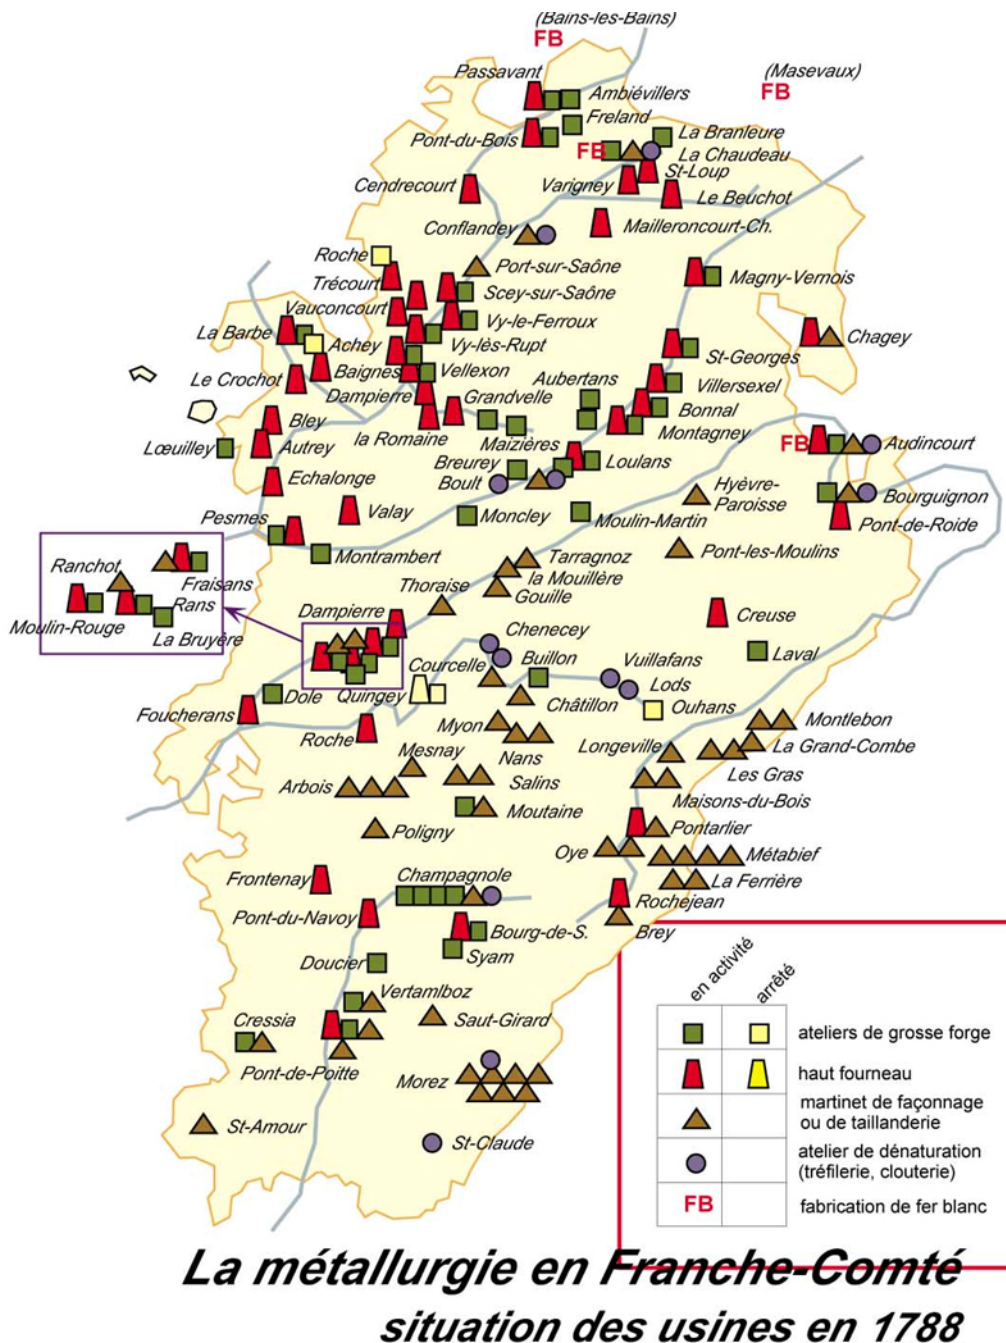 (Bains-les-Bains)
FB
(Masevaux)
FB
Passavant
Ambiévillers
Freland
Pont-du-Bois
La Branleure
FB
La Chaudeau
St-Loup
Cendrecourt
Varigney
Le Beuchot
Conflandey
Mailleroncourt-Ch.
Roche
Port-sur-Saône
Trécourt
Magny-Vernois
Scey-sur-Saône
Vauconcourt
Vy-le-Ferroux
La Barbe
Achey
Vy-lès-Rupt
Chagey
St-Georges
Baignes
Vellexon
Aubertans
Le Crochot
Villersexel
Dampierre
Grandvelle
Bonnal
Bley
la Romaine
Montagney
Lœuilley
Autrey
Maizières
FB
Audincourt
Breurey
Loulans
Echalonge
Boult
Hyèvre-
Paroisse
Bourguignon
Valay
Moncley
Moulin-Martin
Pont-de-Roide
Pesmes
Montrambert
Tarragnoz
Pont-les-Moulins
Ranchot
Fraisans
Thoraise
la Mouillère
Gouille
Rans
Moulin-Rouge
La Bruyère
Dampierre
Creuse
Chenecey
Buillon
Vuillafans
Laval
Courcelle
Lods
Dole
Quingey
Châtillon
Ouhans
Foucherans
Montlebon
Roche
Myon
Longeville
La Grand-Combe
Mesnay
Nans
Les Gras
Arbois
Salins
Maisons-du-Bois
Moutaine
Pontarlier
Poligny
Oye
Métabief
Champagnole
La Ferrière
Frontenay
Rochejean
Pont-du-Navoy
Bourg-de-S.
Brey
Syam
Doucier
Vertamlboz
Cressia
Saut-Girard
Pont-de-Poitte
Morez
St-Amour
St-Claude
en activité
arrêté
ateliers de grosse forge
haut fourneau
martinet de façonnage
ou de taillanderie
atelier de dénaturation
(tréfilerie, clouterie)
FB
fabrication de fer blanc
La métallurgie en Franche-Comté
situation des usines en 1788